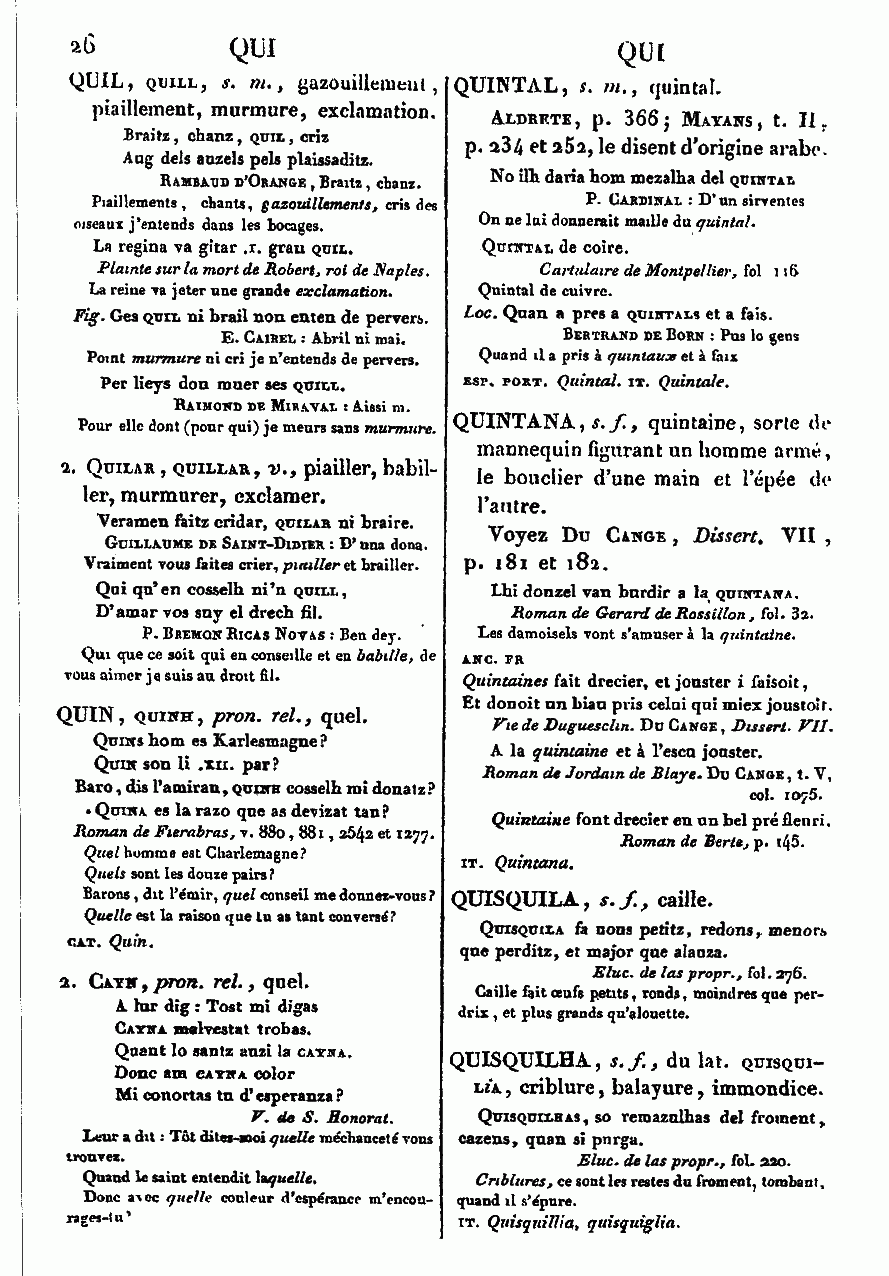 26
QUI
QUI
QUIL, QUILL, s. m., gazouillement,
piaillement, murmure, exclamation.
Braitz, chanz, QUIL, criz
Aug dels auzels pels plaissaditz.
RAMBAUD D'ORANGE, Braitz, chanz.
Piaillements, chants, gazouillements, cris des
oiseaux j'entends dans les bocages.
La regina va gitar .I. gran QUIL.
Plainte sur la mort de Robert, roi de Naples.
La reine va jeter une grande exclamation.
Fig. Ges QUIL ni brail non enten de pervers.
E. CAIREL : Abril ni mai.
Point murmure ni cri je n'entends de pervers.
Per lieys don muer ses QUILL.
RAIMOND DE MIRAVAL : Aissi m.
Pour elle dont (pour qui) je meurs sans murmure.
2. QUILAR, QUILLAR, v., piailler, babil-
ler, murmurer, exclamer.
Veramen faitz cridar, QUILAR ni braire.
GUILLAUME DE SAINT-DIDIER : D'una dona.
Vraiment vous faites crier, piailler et brailler.
Qui qu'en cosselh ni'n QUILL,
D'amar vos suy el drech fil.
P. BREMON RICAS NOVAS : Ben dey.
Qui que ce soit qui en conseille et en babille, de
vous aimer je suis au droit fil.
QUIN, QUINH, pron. rel., quel.
QUINS hom es Karlesmagne?
QUIN son li .XII. par?
Baro, dis l'amiran, QUINH cosselh mi donatz?
QUINA es la razo que as devizat tan?
Roman de Fierabras, v. 880, 881, 2542 et 1277.
Quel homme est Charlemagne?
Quels sont les douze pairs?
Barons, dit l'émir, quel conseil me donnez-vous?
Quelle est la raison que tu as tant conversé?
CAT. Quin.
2. CAYN, pron. rel., quel.
A lur dig : Tost mi digas
CAYNA malvestat trobas.
Quant lo santz auzi la CAYNA.
Donc am CAYNA color
Mi conortas tu d'esperanza?
V. de S. Honorat.
Leur a dit : Tôt dites-moi quelle méchanceté vous
trouvez.
Quand le saint entendit laquelle.
Donc avec quelle couleur d'espérance m'encou-
rages-tu?
QUINTAL, s. m., quintal.
ALDRETE, p. 366; MAYANS, t. II,
p. 234 et 252, le disent d'origine arabe.
No ilh daria hom mezalha del QUINTAL
P. CARDINAL : D'un sirventes
On ne lui donnerait maille du quintal.
QUINTAL de coire.
Cartulaire de Montpellier, fol 116
Quintal de cuivre.
Loc. Quan a pres a QUINTALS et a fais.
BERTRAND DE BORN : Pus lo gens
Quand il a pris à quintaux et à faix
ESP. PORT. Quintal. IT. Quintale.
QUINTANA, s. f., quintaine, sorte de
mannequin figurant un homme armé,
le bouclier d'une main et l'épée de
l'autre.
Voyez DU CANGE, Dissert. VII,
p. 181 et 182.
Lhi donzel van burdir a la QUINTANA.
Roman de Gerard de Rossillon, fol. 32.
Les damoisels vont s'amuser à la quintaine.
ANC. FR
Quintaines fait drecier, et jouster i faisoit,
Et donoit un biau pris celui qui miex joustoit.
Vie de Duguesclin. DU CANGE, Dissert. VII.
A la quintaine et à l'escu jouster.
Roman de Jordain de Blaye. DU CANGE, t. V,
col. 1075.
Quintaine font drecier en un bel pré fleuri.
Roman de Berte, p. 145.
IT. Quintana.
QUISQUILA, s. f., caille.
QUISQUILA fa nous petitz, redons, menors
que perditz, et major que alauza.
Eluc. de las propr., fol. 276.
Caille fait œufs petits, ronds, moindres que per-
drix, et plus grands qu'alouette.
QUISQUILHA, s. f., du lat. QUISQUI-
LIA, criblure, balayure, immondice.
QUISQUILHAS, so remazulhas del froment,
cazens, quan si purga.
Eluc. de las propr., fol. 220.
Criblures, ce sont les restes du froment, tombant,
quand il s'épure.
IT. Quisquillia, quisquiglia.